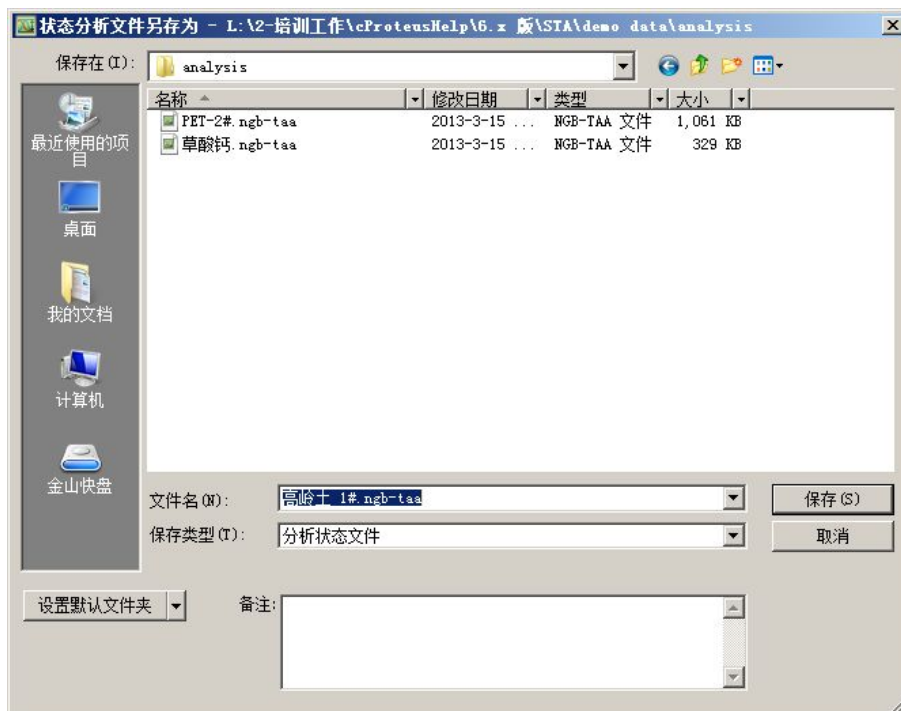 状态分析文件另存为 - L:\2-培训工作\cProteusHelp\6.x 版\STA\demo data\analysis
保存在(I):
analysis
最近使用的项目
桌面
我的文档
计算机
金山快盘
名称 修改日期 类型 大小
PET-2#.ngb-taa 2013-3-15 ... NGB-TAA 文件 1,061 KB
草酸钙.ngb-taa 2013-3-15 ... NGB-TAA 文件 329 KB
文件名(N): 高岭土 1#.ngb-taa 保存(S)
保存类型(T): 分析状态文件 取消
设置默认文件夹 备注: